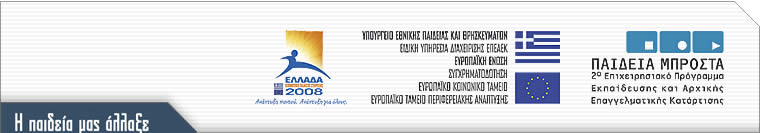 ΥΠΟΥΡΓΕΙΟ ΕΘΝΙΚΗΣ ΠΑΙΔΕΙΑΣ ΚΑΙ ΘΡΗΣΚΕΥΜΑΤΩΝ
ΕΙΔΙΚΗ ΥΠΗΡΕΣΙΑ ΔΙΑΧΕΙΡΙΣΗΣ ΕΠΕΑΕΚ
ΕΥΡΩΠΑΪΚΗ ΕΝΩΣΗ
ΣΥΓΧΡΗΜΑΤΟΔΟΤΗΣΗ
ΕΥΡΩΠΑΪΚΟ ΚΟΙΝΩΝΙΚΟ ΤΑΜΕΙΟ
ΕΥΡΩΠΑΪΚΟ ΤΑΜΕΙΟ ΠΕΡΙΦΕΡΕΙΑΚΗΣ ΑΝΑΠΤΥΞΗΣ
ΕΛΛΑΔΑ
2008
Ανάπτυξη παντού. Ανάπτυξη για όλους.
ΠΑΙΔΕΙΑ ΜΠΡΟΣΤΑ
2º Επιχειρησιακό Πρόγραμμα
Εκπαίδευσης και Αρχικής
Επαγγελματικής Κατάρτισης
Η παιδεία μας άλλαξε